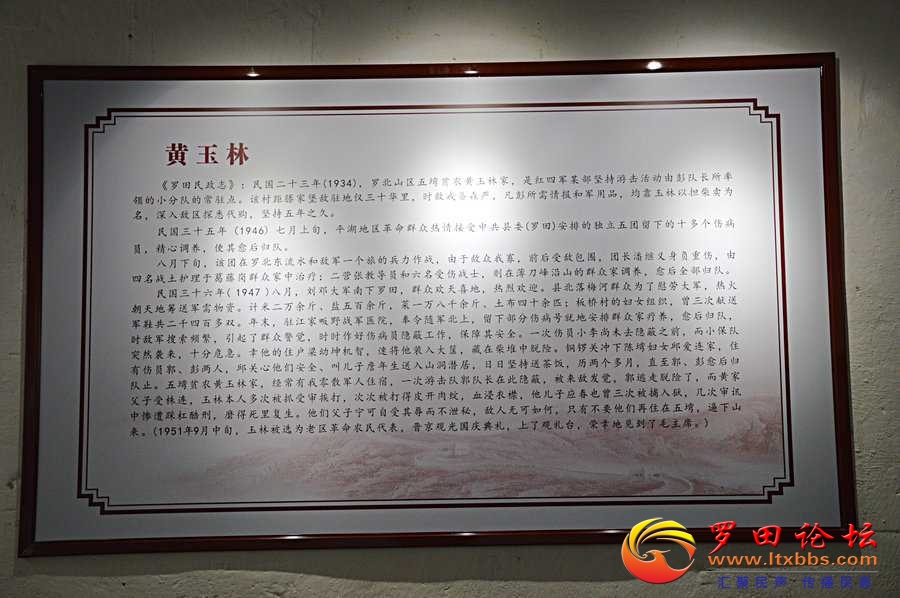 黄玉林
《罗田民政志》：民国二十三年(1934)，罗北山区五塆贫农黄玉林家，是红四军某部坚持游击活动由彭队长所率
领的小分队的常驻点。该村距滕家堡敌驻地仅三十华里，时敌戒备森严，凡彭所需情报和军用品，均靠玉林以担柴卖为
名，深入敌区探悉代购，坚持五年之久。
民国三十五年（1946）七月上旬，平湖地区革命群众热情接受中共县委(罗田)安排的独立五团留下的十多个伤病
员，精心调养，使其愈后归队。
八月下旬，该团在罗北东流水和敌军一个旅的兵力作战，由于敌众我寡，前后受敌包围，团长潘继义身负重伤，由
四名战士护理于葛藤岗群众家中治疗；二营张教导员和六名受伤战士，则在薄刀峰沿山的群众家调养，愈后全部归队。
民国三十六年（1947）八月，刘邓大军南下罗田，群众欢天喜地，热烈欢迎。县北落梅河群众为了慰劳大军，热火
朝天地筹送军需物资。计米二万余斤、盐五百余斤，菜一万八千余斤、土布四十余匹；板桥村的妇女组织，曾三次献送
军鞋共二千四百多双。年末，驻江家畈野战军医院，奉令随军北上，留下部分伤病号就地安排群众家疗养，愈后归队，
时敌军搜索频繁，引起了群众警觉，时时作好伤病员隐蔽工作，保障其安全。一次伤员小李尚未去隐蔽之前，而小保队
突然袭来，十分危急。幸他的住户梁幼坤机智，速将他装入大篓，藏在柴堆中脱险。铜锣关冲下陈塆妇女邱爱连家，住
有伤员郭、彭两人，邱关心他们安全、叫儿子詹年生送入山洞潜居，日日坚持送茶饭，历两个多月，直至郭、彭愈后归
队止。五塆贫农黄玉林家，经常有我零散军人住宿，一次游击队郭队长在此隐蔽，被来敌发觉，郭逃走脱险了，而黄家
父子受株连，玉林本人多次被抓受审挨打，次次被打得皮开肉绽，血浸衣襟，他儿子应春也曾三次被捕入狱，几次审讯
中惨遭踩杠酷刑，磨得死里复生。他们父子宁可自受其辱而不泄秘，敌人无可如何，只有不要他们再住在五塆，逼下山
来。(1951年9月中旬，玉林被选为老区革命农民代表，晋京观光国庆典礼，上了观礼台，荣幸地见到了毛主席。)
罗田论坛
www.ltxbbs.com
汇聚民声 传递民意